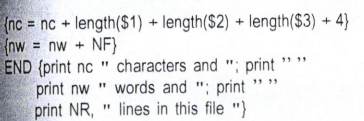 {nc = nc + length($1) + length($2) + length($3) + 4}
{nw = nw + NF}
END {print nc " characters and "; print ’’ ’’
print nw " words and "; print ’’ ’’
print NR, " lines in this file "}